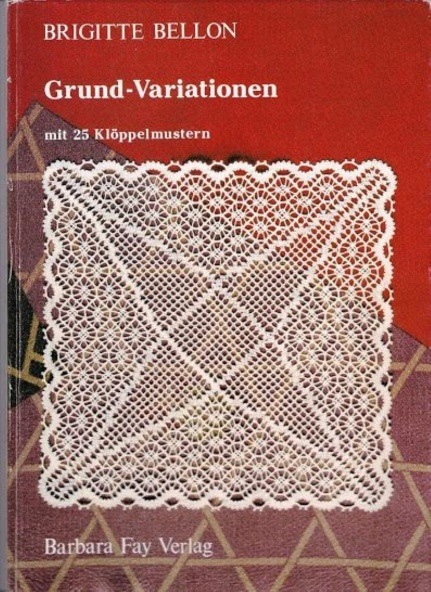 BRIGITTE BELLON
Grund-Variationen
mit 25 Klöppelmustern
Barbara Fay Verlag